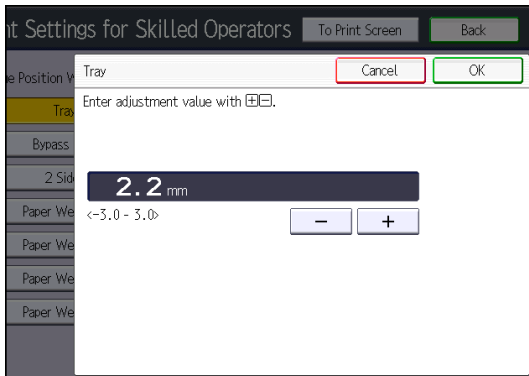 nt Settings for Skilled Operators To Print Screen Back
e Position
Tray Cancel OK
Enter adjustment value with ⊞⊟.
Tray
Bypass
2 Sid
2.2 mm
Paper We
<-3.0 - 3.0> - +
Paper We
Paper We
Paper We